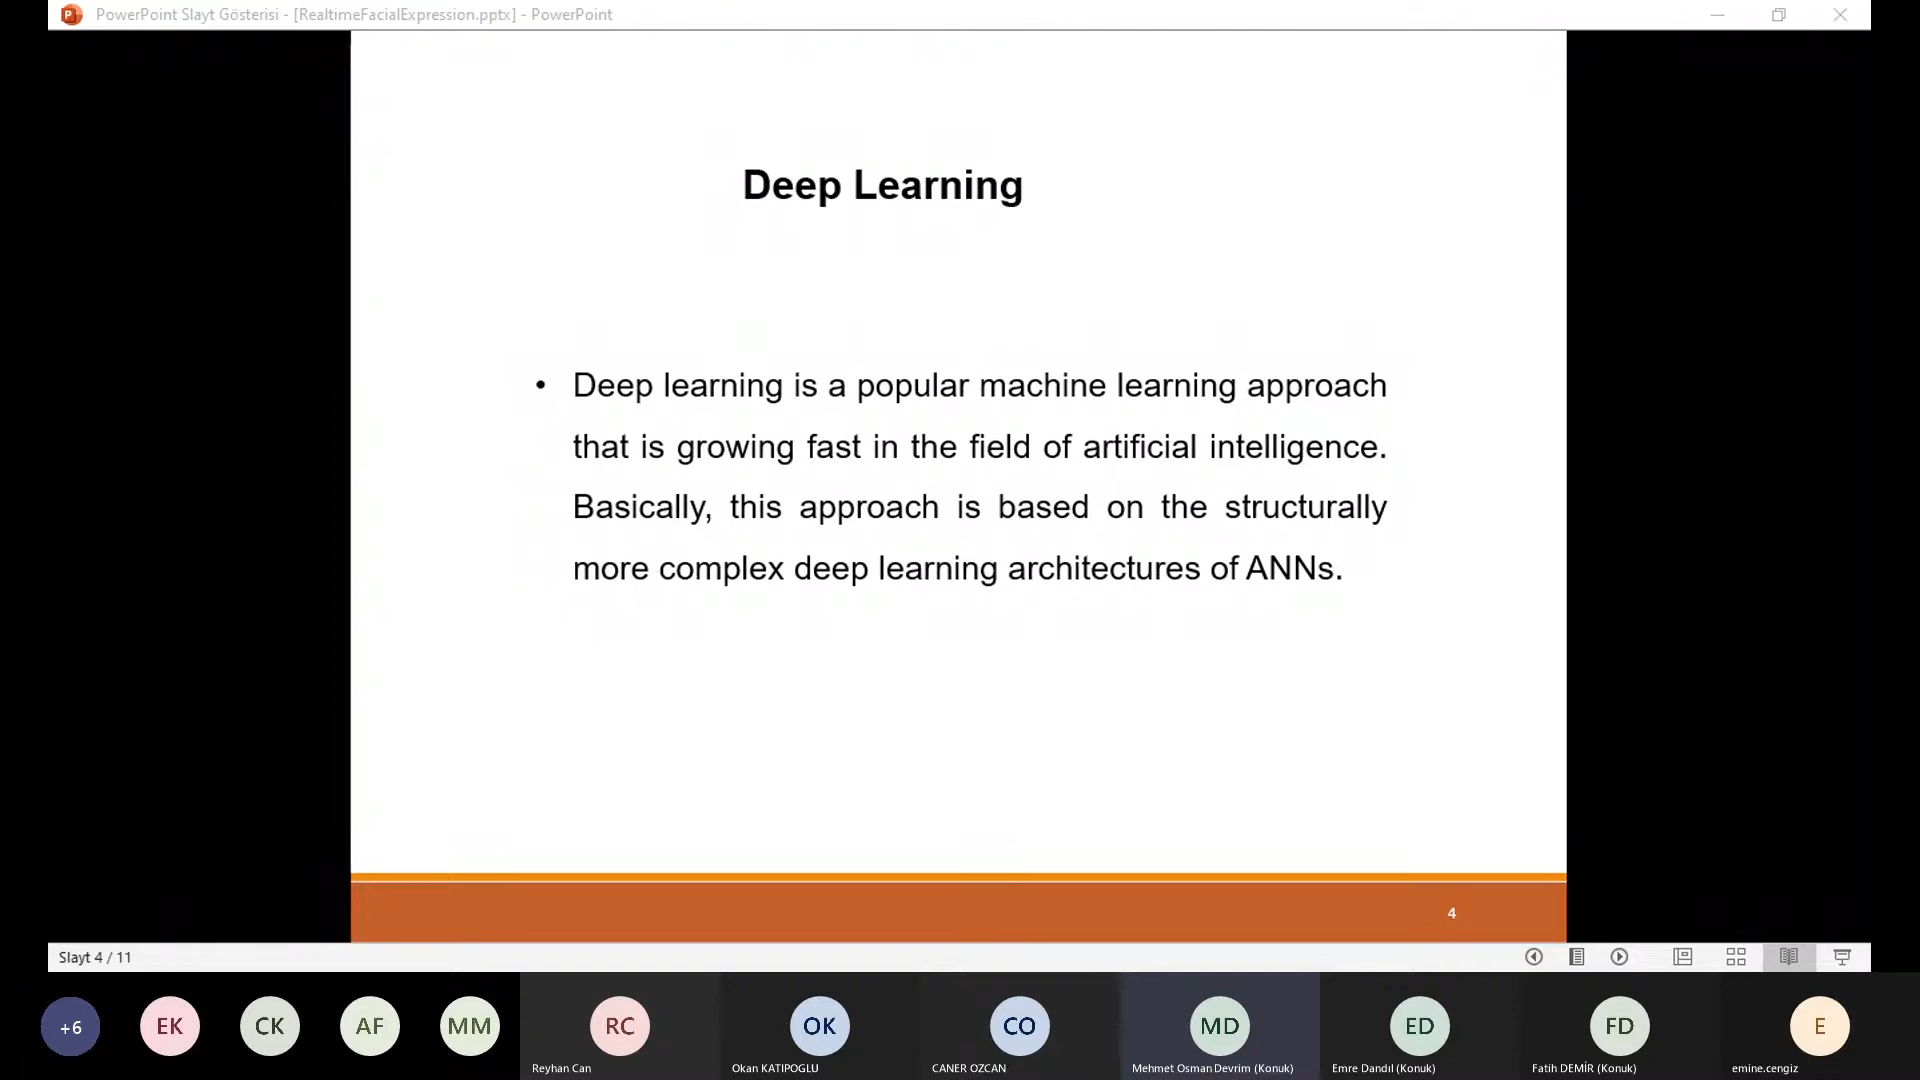 PowerPoint Slayt Gösterisi - [RealtimeFacialExpression.pptx] - PowerPoint
Deep Learning
• Deep learning is a popular machine learning approach
that is growing fast in the field of artificial intelligence.
Basically, this approach is based on the structurally
more complex deep learning architectures of ANNs.
4
Slayt 4 / 11
+6
EK
CK
AF
MM
RC
OK
CO
MD
ED
FD
E
Reyhan Can
Okan KATIPOGLU
CANER OZCAN
Mehmet Osman Devrim (Konuk)
Emre Dandıl (Konuk)
Fatih DEMİR (Konuk)
emine.cengiz